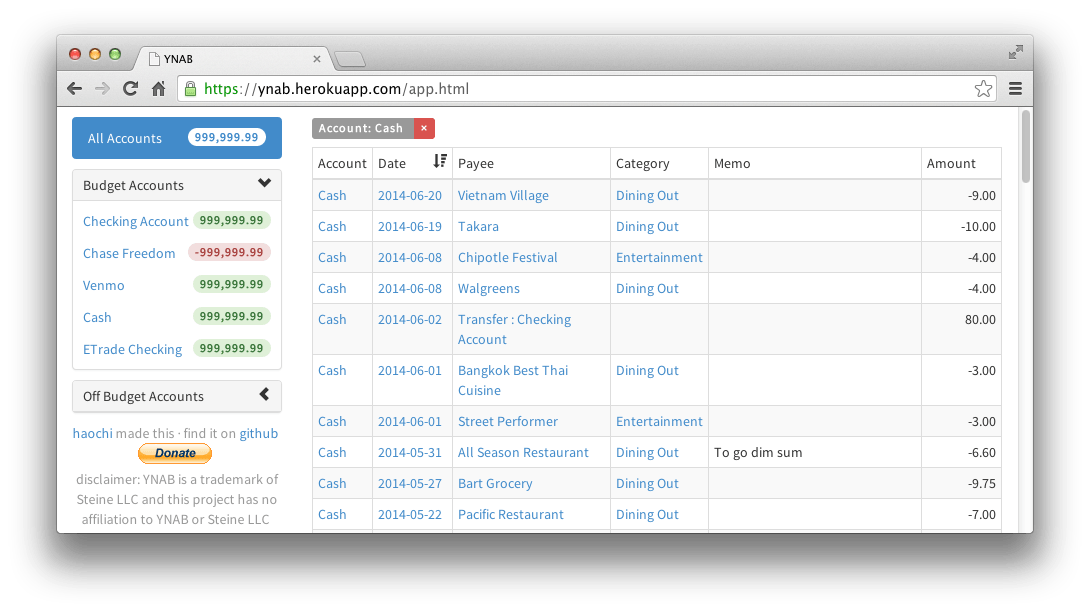 YNAB
https://ynab.herokuapp.com/app.html
All Accounts 999,999.99
Budget Accounts
Checking Account 999,999.99
Chase Freedom -999,999.99
Venmo 999,999.99
Cash 999,999.99
ETrade Checking 999,999.99
Off Budget Accounts
haochi made this · find it on github
Donate
disclaimer: YNAB is a trademark of
Steine LLC and this project has no
affiliation to YNAB or Steine LLC
Account: Cash ×
Account Date Payee Category Memo Amount
Cash 2014-06-20 Vietnam Village Dining Out -9.00
Cash 2014-06-19 Takara Dining Out -10.00
Cash 2014-06-08 Chipotle Festival Entertainment -4.00
Cash 2014-06-08 Walgreens Dining Out -4.00
Cash 2014-06-02 Transfer : Checking 80.00
Account
Cash 2014-06-01 Bangkok Best Thai Dining Out -3.00
Cuisine
Cash 2014-06-01 Street Performer Entertainment -3.00
Cash 2014-05-31 All Season Restaurant Dining Out To go dim sum -6.60
Cash 2014-05-27 Bart Grocery Dining Out -9.75
Cash 2014-05-22 Pacific Restaurant Dining Out -7.00